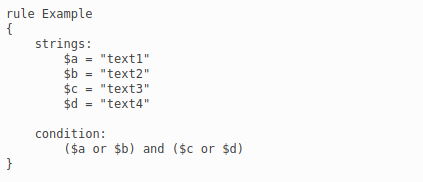 rule Example
{
    strings:
        $a = "text1"
        $b = "text2"
        $c = "text3"
        $d = "text4"

    condition:
        ($a or $b) and ($c or $d)
}